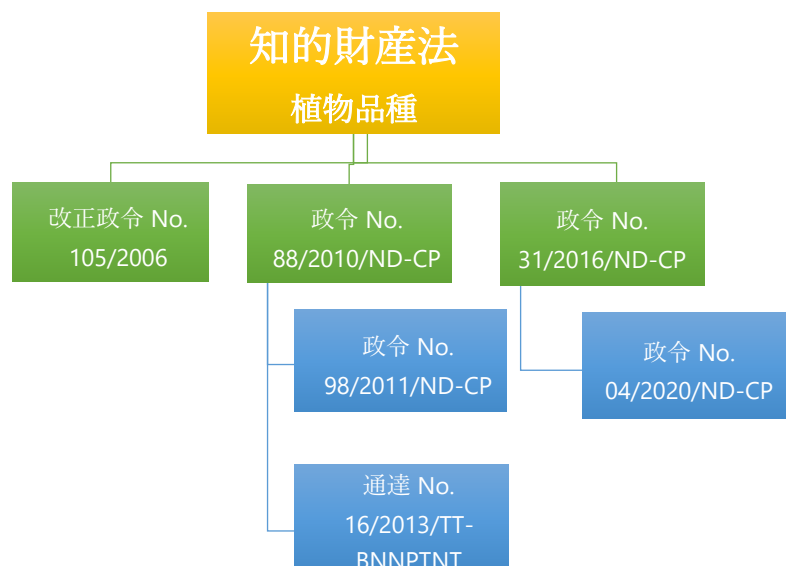 知的財産法
植物品種
改正政令 No.
105/2006
政令 No.
88/2010/ND-CP
政令 No.
31/2016/ND-CP
政令 No.
98/2011/ND-CP
政令 No.
04/2020/ND-CP
通達 No.
16/2013/TT-
BNNPTNT